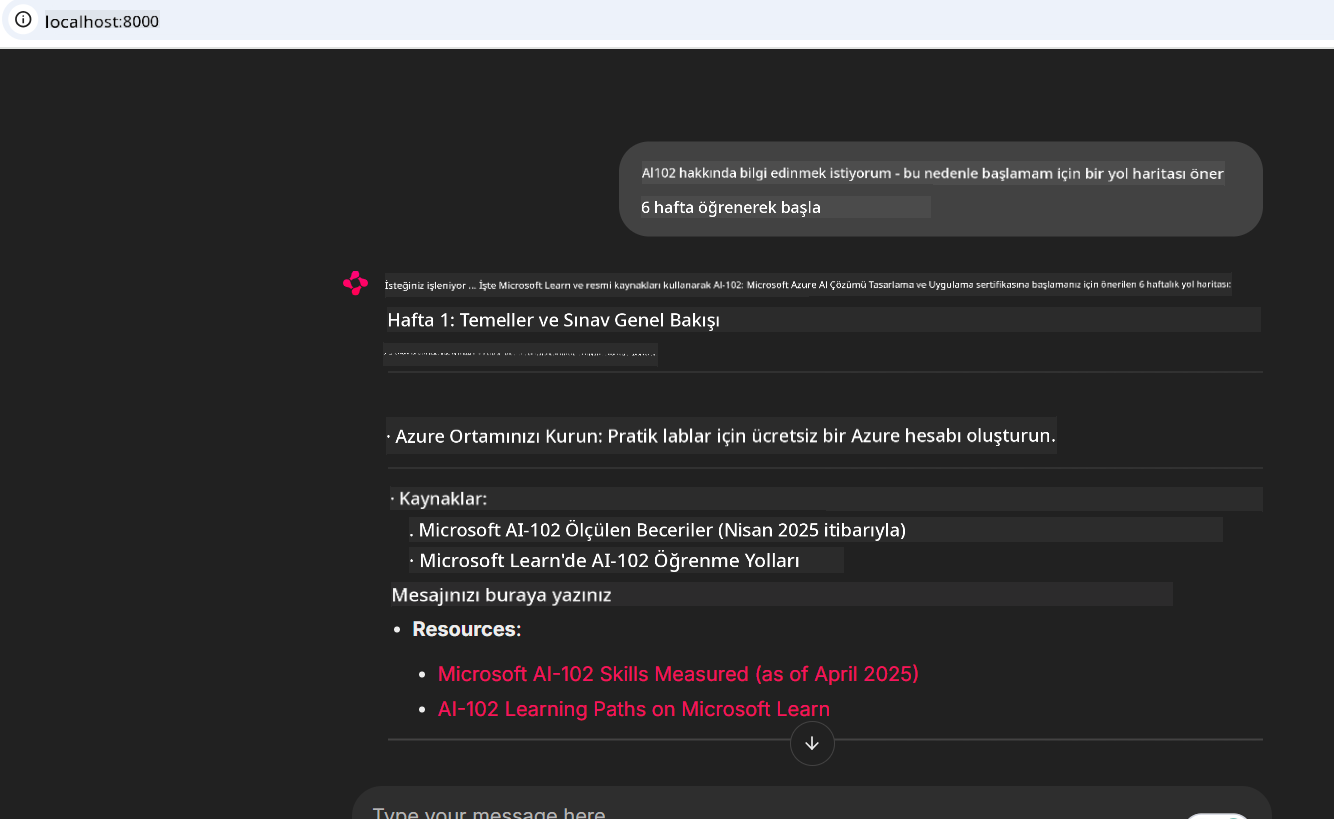 localhost:8000
AI102 hakkında bilgi edinmek istiyorum - bu nedenle başlamam için bir yol haritası öner
6 hafta öğrenerek başla
İsteğiniz işleniyor ... İşte Microsoft Learn ve resmi kaynakları kullanarak AI-102: Microsoft Azure AI Çözümü Tasarlama ve Uygulama sertifikasına başlamanız için önerilen 6 haftalık yol haritası:
Hafta 1: Temeller ve Sınav Genel Bakışı
· Azure Ortamınızı Kurun: Pratik lablar için ücretsiz bir Azure hesabı oluşturun.
· Kaynaklar:
. Microsoft AI-102 Ölçülen Beceriler (Nisan 2025 itibarıyla)
· Microsoft Learn'de AI-102 Öğrenme Yolları
Mesajınızı buraya yazınız
• Resources:
• Microsoft AI-102 Skills Measured (as of April 2025)
• AI-102 Learning Paths on Microsoft Learn
Type your message here